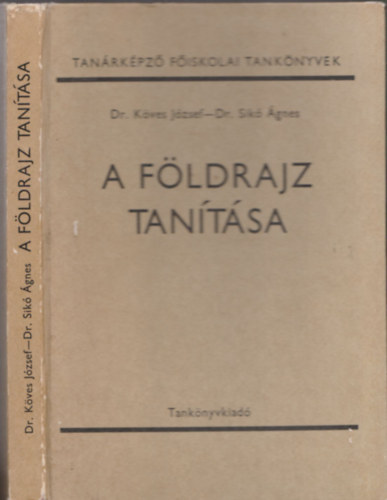 Dr. Köves József—Dr. Sikó Ágnes A FÖLDRAJZ TANÍTÁSA
TANÁRKÉPZŐ FŐISKOLAI TANKÖNYVEK
Dr. Köves József—Dr. Sikó Ágnes
A FÖLDRAJZ
TANÍTÁSA
Tankönyvkiadó